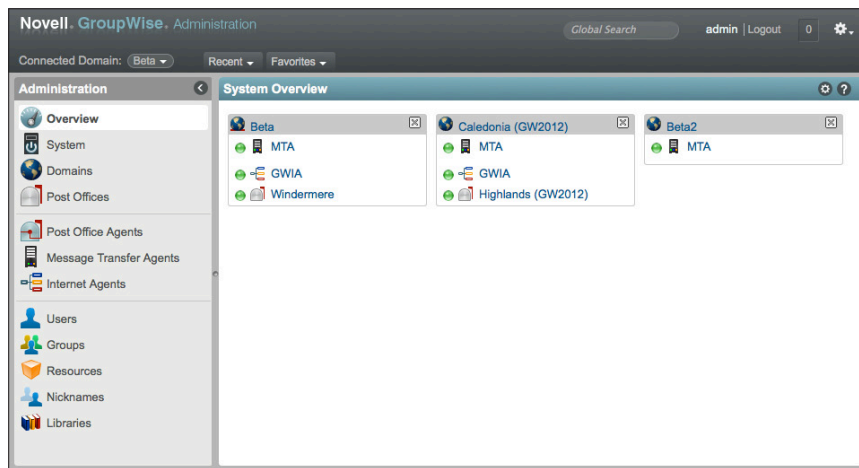 Novell. GroupWise. Administration
Global Search
admin | Logout
0
Connected Domain: Beta
Recent
Favorites
Administration
Overview
System
Domains
Post Offices
Post Office Agents
Message Transfer Agents
Internet Agents
Users
Groups
Resources
Nicknames
Libraries
System Overview
Beta
MTA
GWIA
Windermere
Caledonia (GW2012)
MTA
GWIA
Highlands (GW2012)
Beta2
MTA